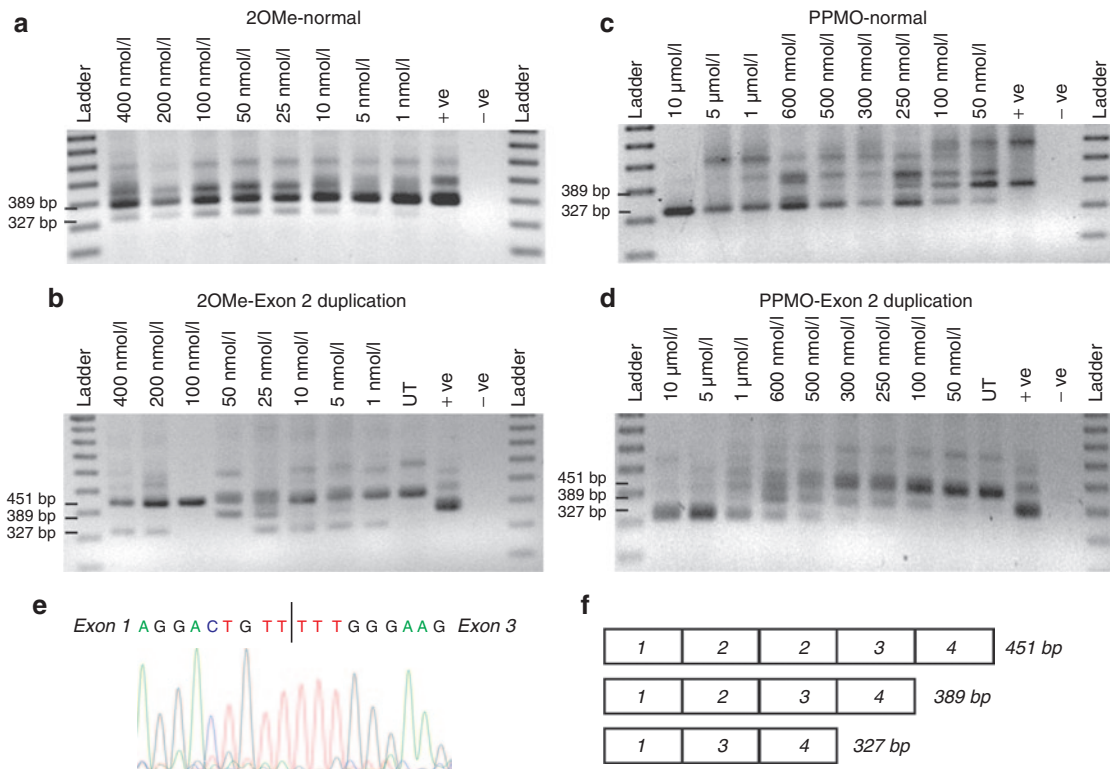 a
2OMe-normal
Ladder
400 nmol/l
200 nmol/l
100 nmol/l
50 nmol/l
25 nmol/l
10 nmol/l
5 nmol/l
1 nmol/l
+ ve
− ve
Ladder
389 bp
327 bp
c
PPMO-normal
Ladder
10 µmol/l
5 µmol/l
1 µmol/l
600 nmol/l
500 nmol/l
300 nmol/l
250 nmol/l
100 nmol/l
50 nmol/l
+ ve
− ve
Ladder
389 bp
327 bp
b
2OMe-Exon 2 duplication
Ladder
400 nmol/l
200 nmol/l
100 nmol/l
50 nmol/l
25 nmol/l
10 nmol/l
5 nmol/l
1 nmol/l
UT
+ ve
− ve
Ladder
451 bp
389 bp
327 bp
d
PPMO-Exon 2 duplication
Ladder
10 µmol/l
5 µmol/l
1 µmol/l
600 nmol/l
500 nmol/l
300 nmol/l
250 nmol/l
100 nmol/l
50 nmol/l
UT
+ ve
− ve
Ladder
451 bp
389 bp
327 bp
e
Exon 1 A G G A C T G T T T T T G G G A A G Exon 3
f
1 2 2 3 4 451 bp
1 2 3 4 389 bp
1 3 4 327 bp